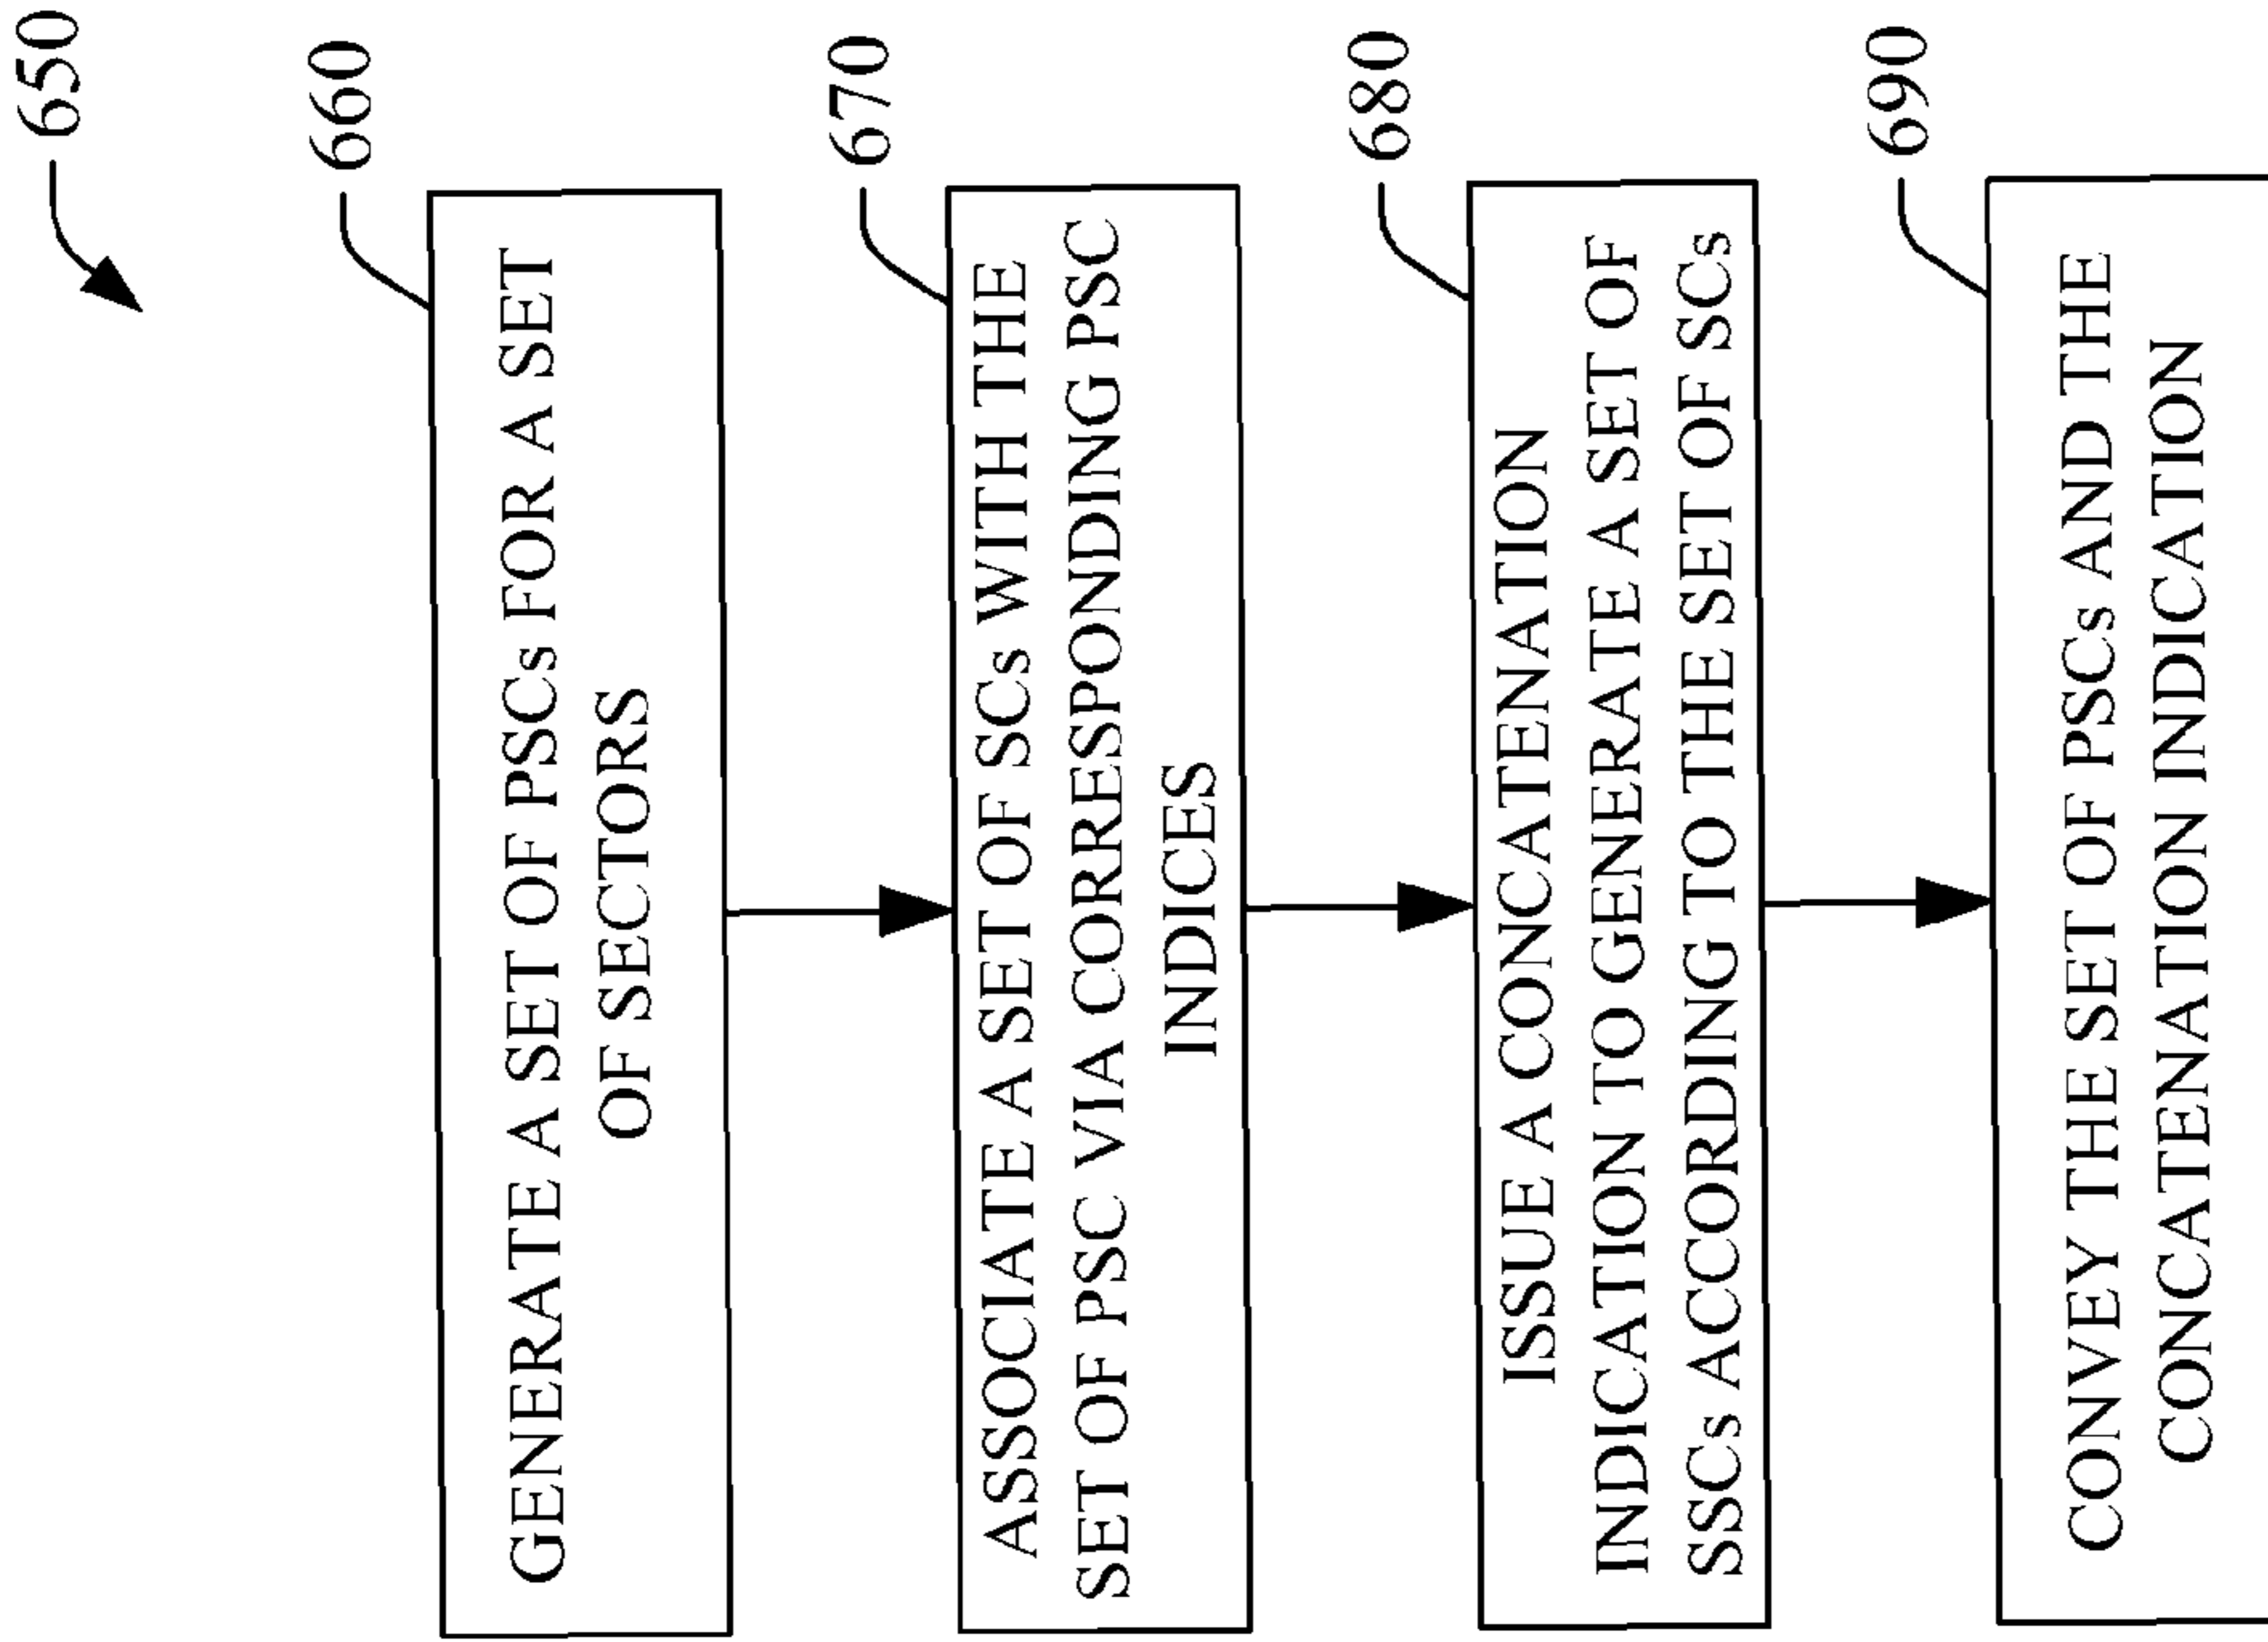 650
660
GENERATE A SET OF PSCs FOR A SET
OF SECTORS
670
ASSOCIATE A SET OF SCs WITH THE
SET OF PSC VIA CORRESPONDING PSC
INDICES
680
ISSUE A CONCATENATION
INDICATION TO GENERATE A SET OF
SSCs ACCORDING TO THE SET OF SCs
690
CONVEY THE SET OF PSCs AND THE
CONCATENATION INDICATION